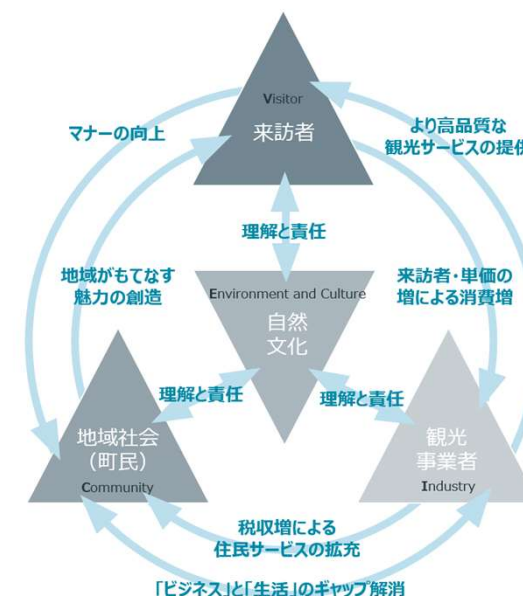 Visitor
来訪者
マナーの向上
より高品質な
観光サービスの提供
理解と責任
地域がもてなす
魅力の創造
Environment and Culture
自然
文化
来訪者・単価の
増による消費増
理解と責任
理解と責任
地域社会
（町民）
Community
観光
事業者
Industry
税収増による
住民サービスの拡充
「ビジネス」と「生活」のギャップ解消